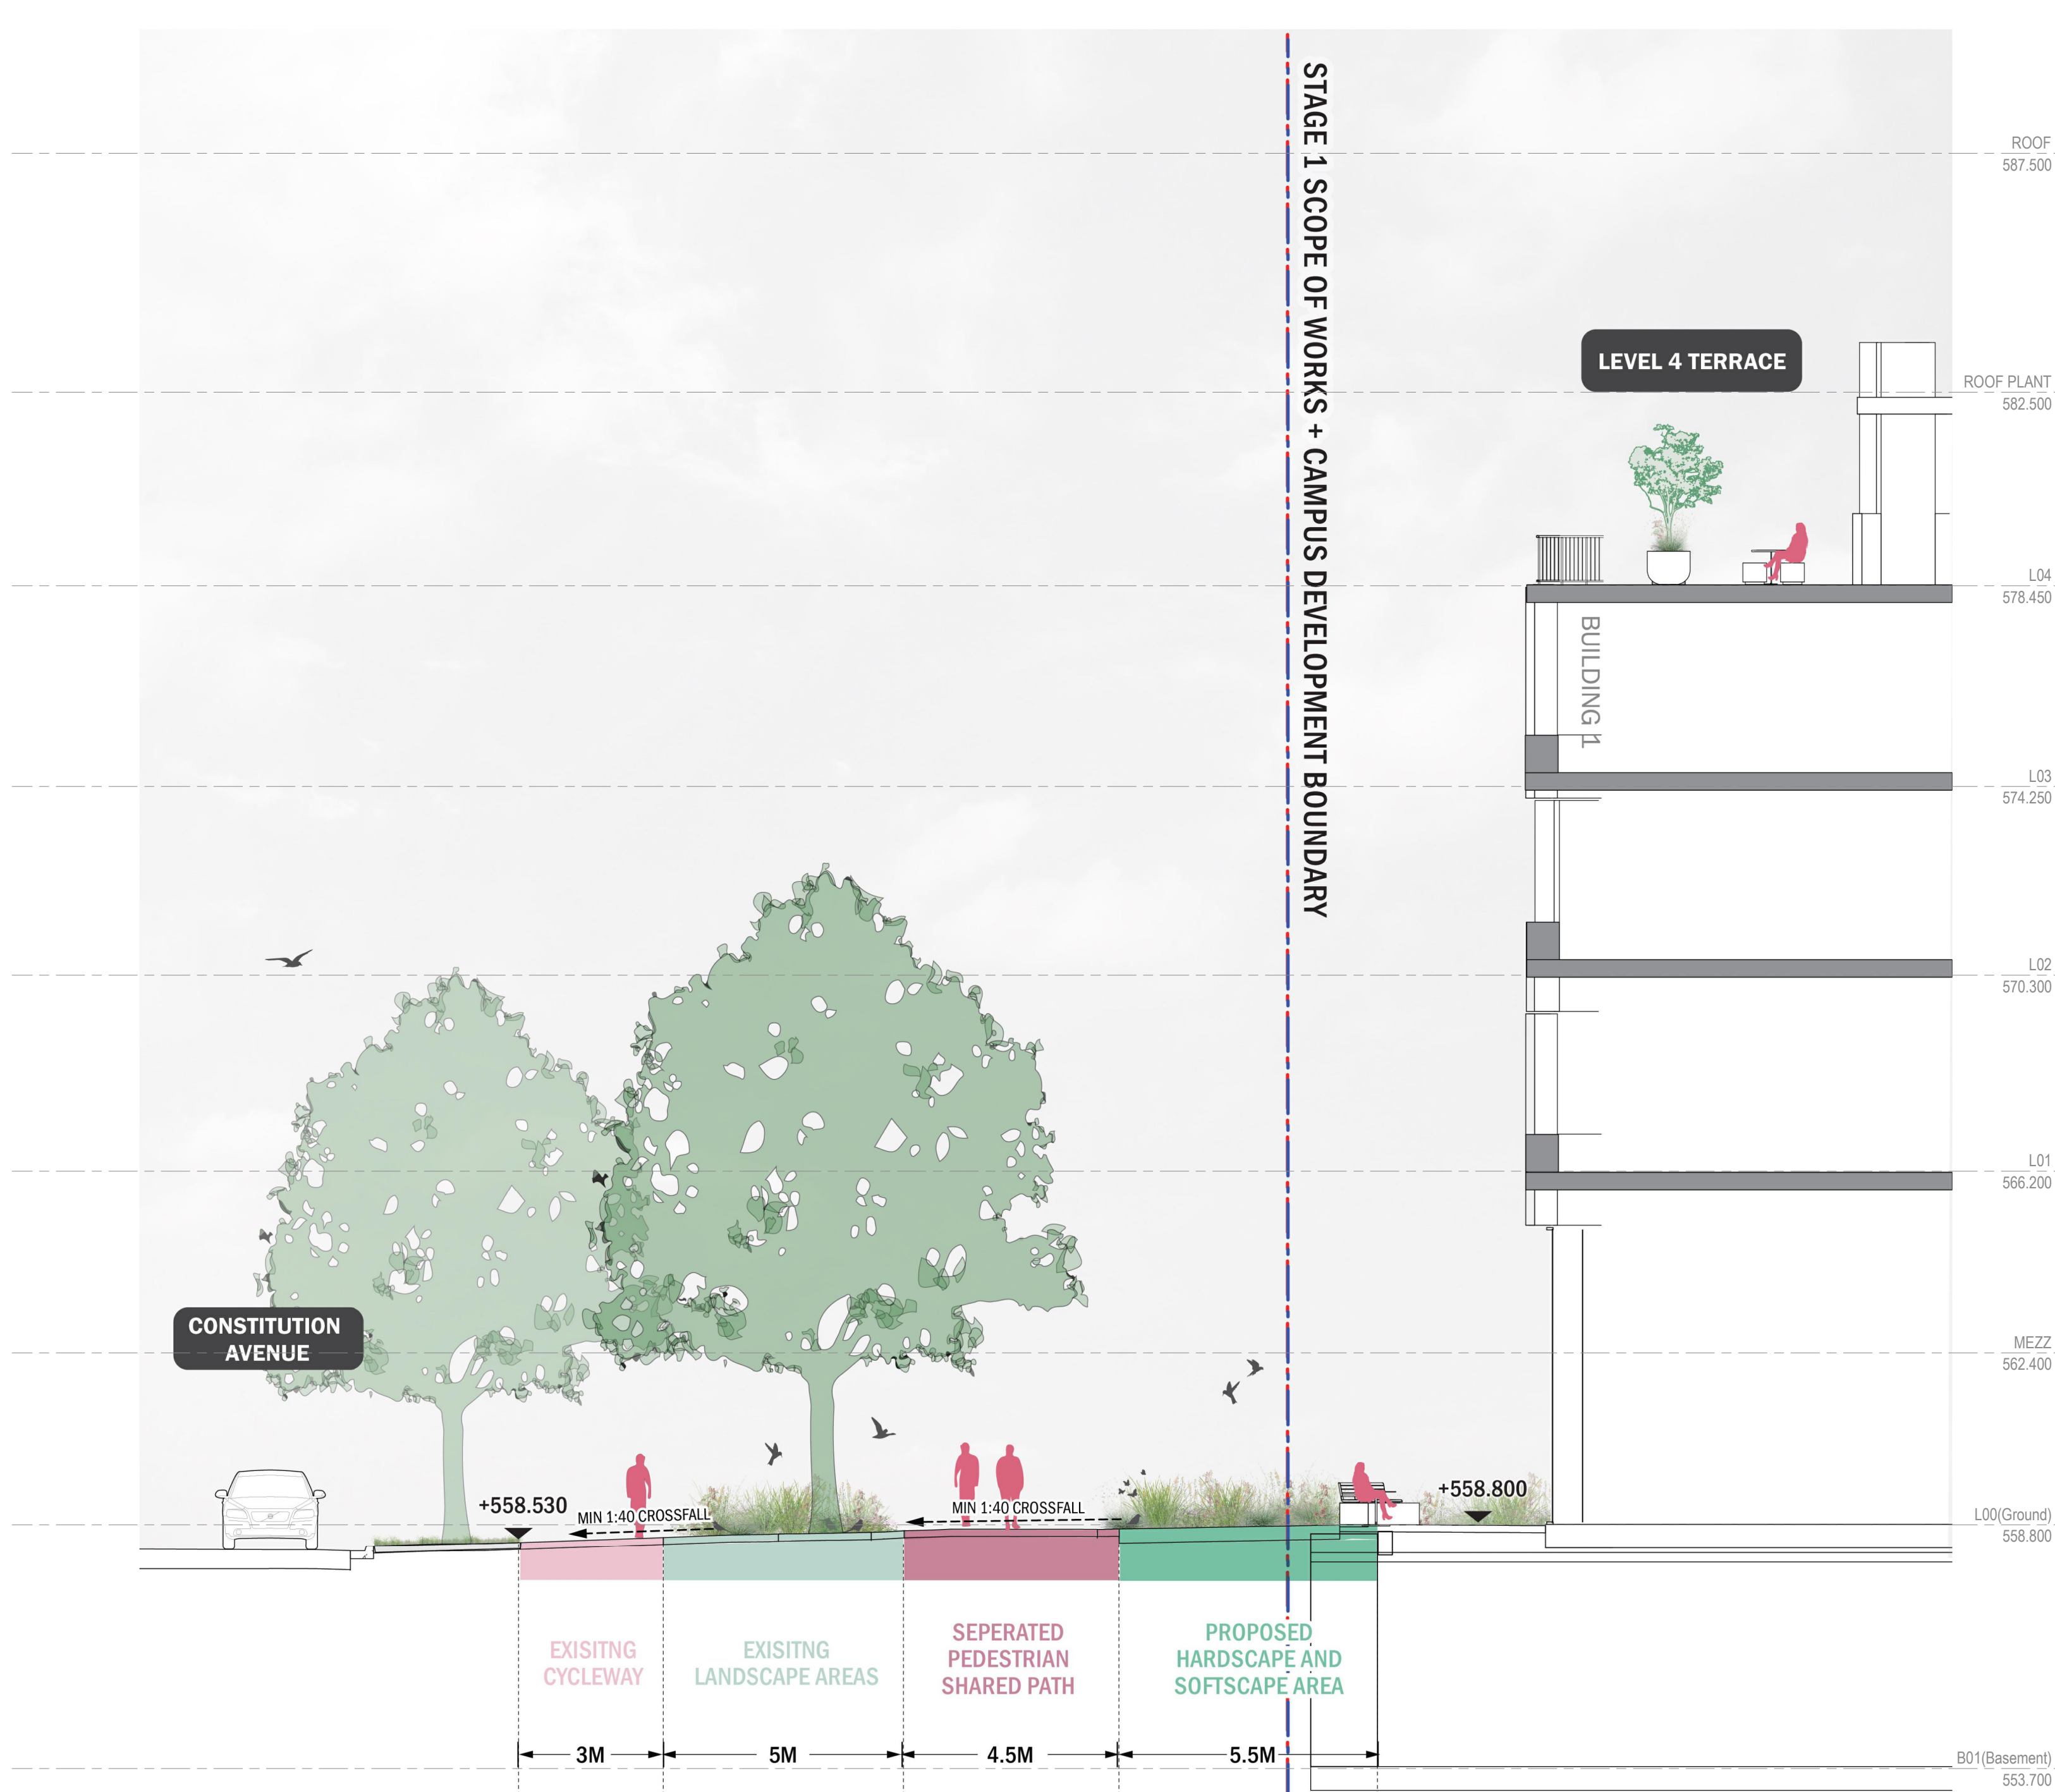 STAGE 1 SCOPE OF WORKS + CAMPUS DEVELOPMENT BOUNDARY
ROOF
587.500
LEVEL 4 TERRACE
ROOF PLANT
582.500
L04
578.450
BUILDING 1
L03
574.250
L02
570.300
L01
566.200
CONSTITUTION
AVENUE
MEZZ
562.400
+558.530
MIN 1:40 CROSSFALL
MIN 1:40 CROSSFALL
+558.800
L00(Ground)
558.800
EXISITNG
CYCLEWAY
EXISITNG
LANDSCAPE AREAS
SEPERATED
PEDESTRIAN
SHARED PATH
PROPOSED
HARDSCAPE AND
SOFTSCAPE AREA
3M
5M
4.5M
5.5M
B01(Basement)
553.700